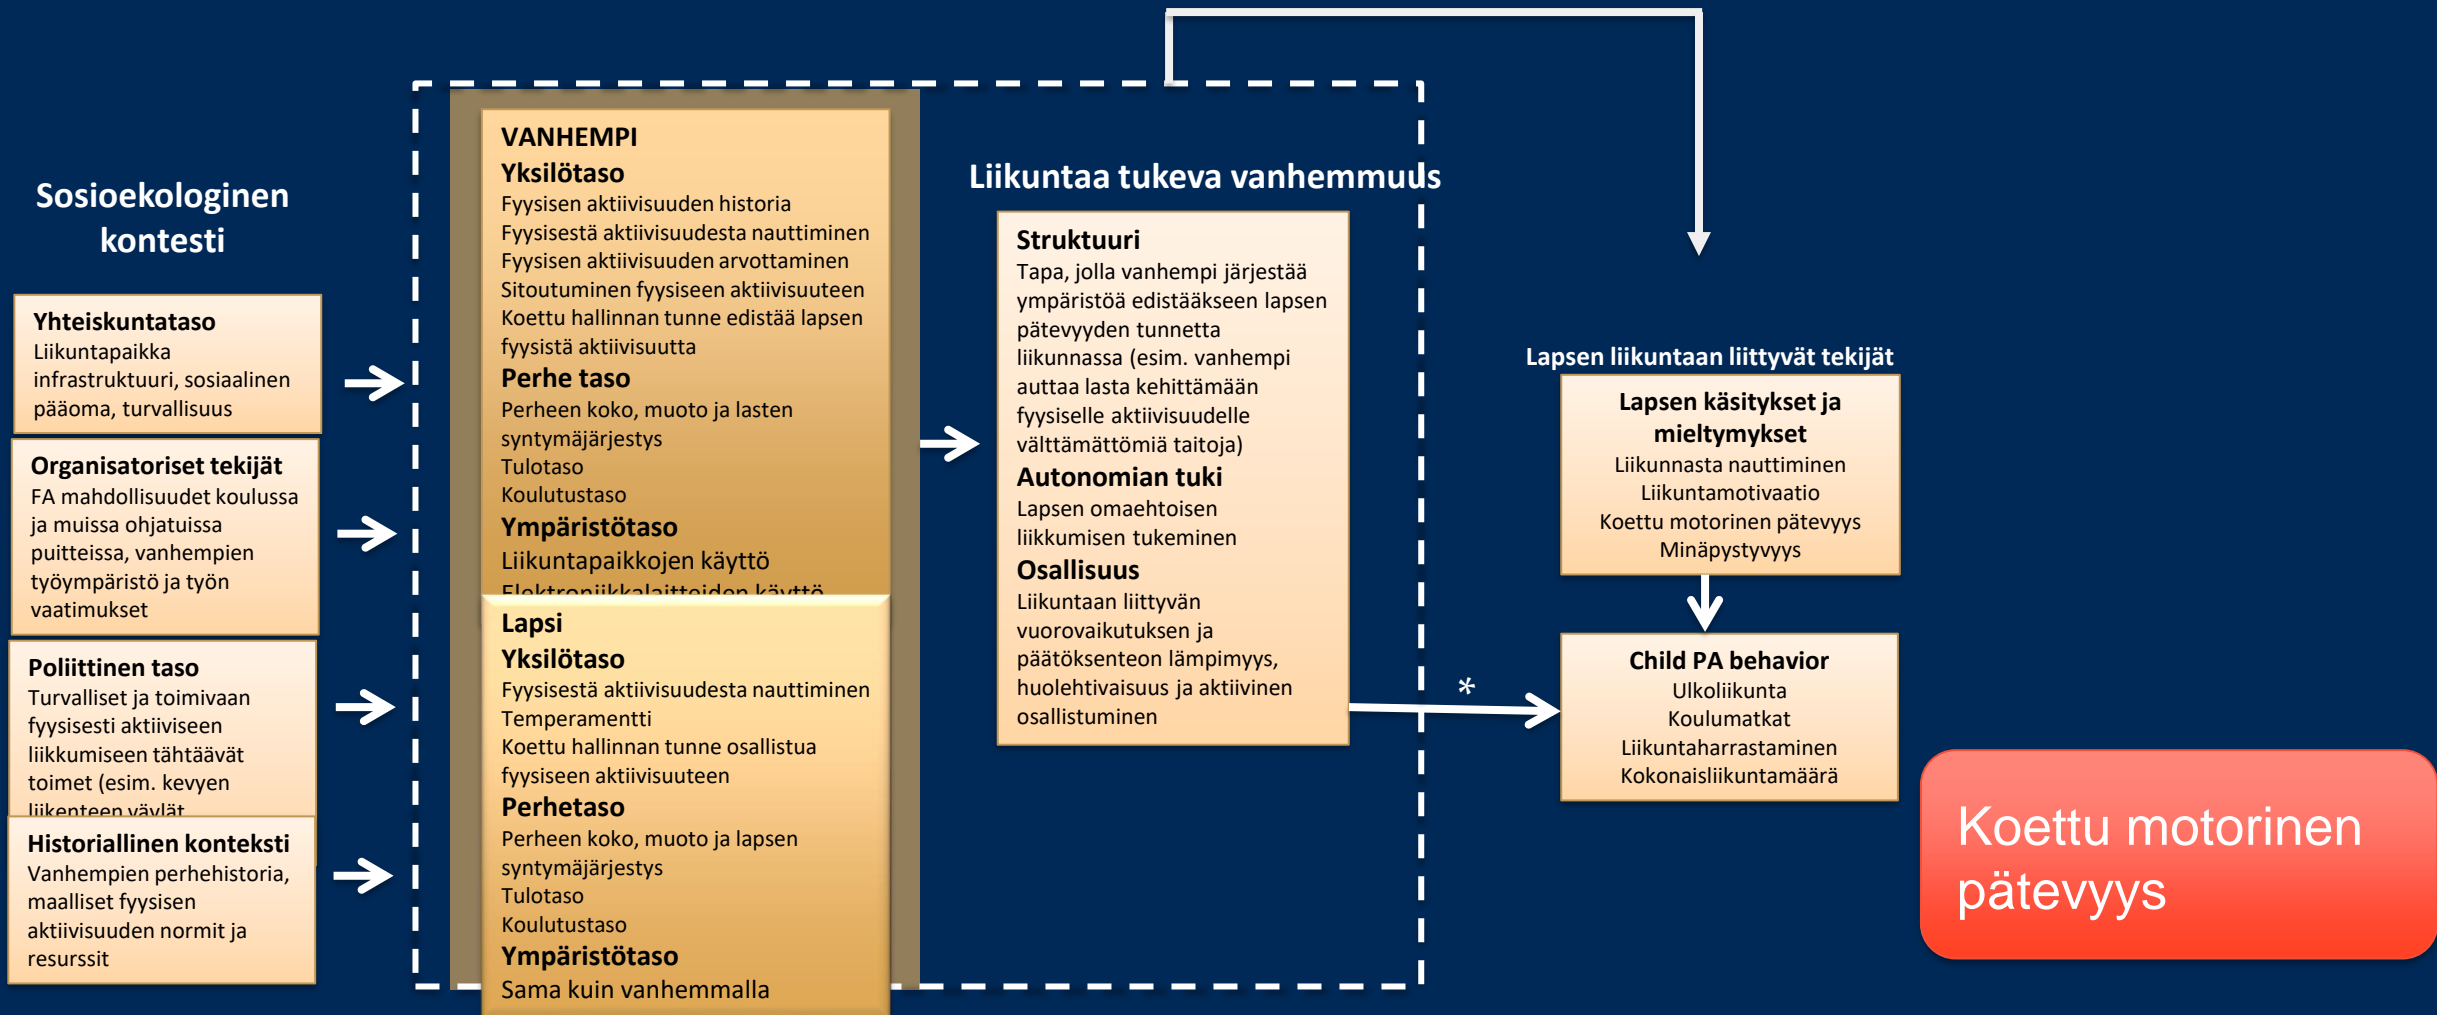 Sosioekologinen
kontesti
Yhteiskuntataso
Liikuntapaikka
infrastruktuuri, sosiaalinen
pääoma, turvallisuus
Organisatoriset tekijät
FA mahdollisuudet koulussa
ja muissa ohjatuissa
puitteissa, vanhempien
työympäristö ja työn
vaatimukset
Poliittinen taso
Turvalliset ja toimivaan
fyysisesti aktiiviseen
liikkumiseen tähtäävät
toimet (esim. kevyen
liikenteen väylät
Historiallinen konteksti
Vanhempien perhehistoria,
maalliset fyysisen
aktiivisuuden normit ja
resurssit
VANHEMPI
Yksilötaso
Fyysisen aktiivisuuden historia
Fyysisestä aktiivisuudesta nauttiminen
Fyysisen aktiivisuuden arvottaminen
Sitoutuminen fyysiseen aktiivisuuteen
Koettu hallinnan tunne edistää lapsen
fyysistä aktiivisuutta
Perhe taso
Perheen koko, muoto ja lasten
syntymäjärjestys
Tulotaso
Koulutustaso
Ympäristötaso
Liikuntapaikkojen käyttö
Elektroniikkalaitteiden käyttö
Lapsi
Yksilötaso
Fyysisestä aktiivisuudesta nauttiminen
Temperamentti
Koettu hallinnan tunne osallistua
fyysiseen aktiivisuuteen
Perhetaso
Perheen koko, muoto ja lapsen
syntymäjärjestys
Tulotaso
Koulutustaso
Ympäristötaso
Sama kuin vanhemmalla
Liikuntaa tukeva vanhemmuus
Struktuuri
Tapa, jolla vanhempi järjestää
ympäristöä edistääkseen lapsen
pätevyyden tunnetta
liikunnassa (esim. vanhempi
auttaa lasta kehittämään
fyysiselle aktiivisuudelle
välttämättömiä taitoja)
Autonomian tuki
Lapsen omaehtoisen
liikkumisen tukeminen
Osallisuus
Liikuntaan liittyvän
vuorovaikutuksen ja
päätöksenteon lämpimyys,
huolehtivaisuus ja aktiivinen
osallistuminen
*
Lapsen liikuntaan liittyvät tekijät
Lapsen käsitykset ja
mieltymykset
Liikunnasta nauttiminen
Liikuntamotivaatio
Koettu motorinen pätevyys
Minäpystyvyys
Child PA behavior
Ulkoliikunta
Koulumatkat
Liikuntaharrastaminen
Kokonaisliikuntamäärä
Koettu motorinen
pätevyys